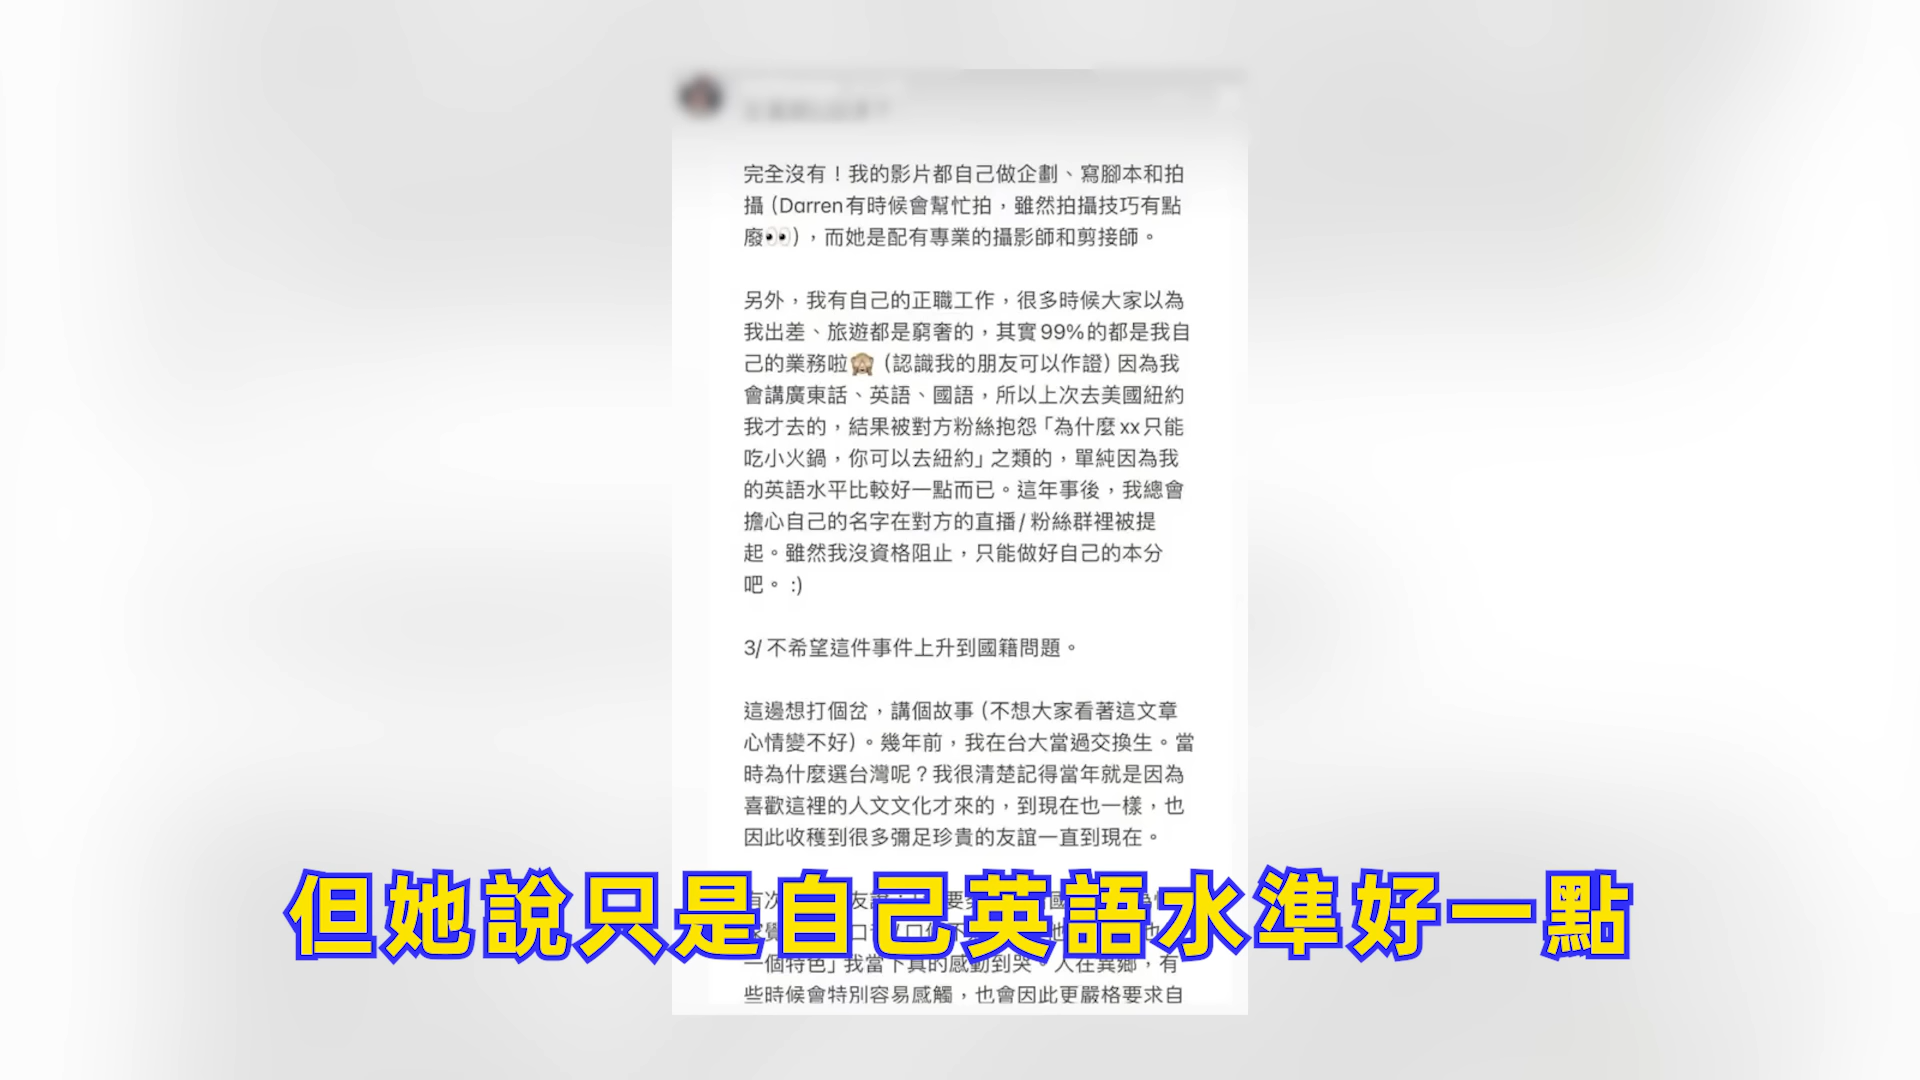 完全沒有！我的影片都自己做企劃、寫腳本和拍
攝（Darren有時候會幫忙拍，雖然拍攝技巧有點
廢👀），而她是配有專業的攝影師和剪接師。
另外，我有自己的正職工作，很多時候大家以為
我出差、旅遊都是窮奢的，其實99%的都是我自
己的業務啦🙈（認識我的朋友可以作證）因為我
會講廣東話、英語、國語，所以上次去美國紐約
我才去的，結果被對方粉絲抱怨「為什麼xx只能
吃小火鍋，你可以去紐約」之類的，單純因為我
的英語水平比較好一點而已。這年事後，我總會
擔心自己的名字在對方的直播/粉絲群裡被提
起。雖然我沒資格阻止，只能做好自己的本分
吧。 :)
3/ 不希望這件事件上升到國籍問題。
這邊想打個岔，講個故事（不想大家看著這文章
心情變不好）。幾年前，我在台大當過交換生。當
時為什麼選台灣呢？我很清楚記得當年就是因為
喜歡這裡的人文文化才來的，到現在也一樣，也
因此收穫到很多彌足珍貴的友誼一直到現在。
有次
但她說只是自己英語水準好一點
一個特色」我當下真的感動到哭。人在異鄉，有
些時候會特別容易感觸，也會因此更嚴格要求自